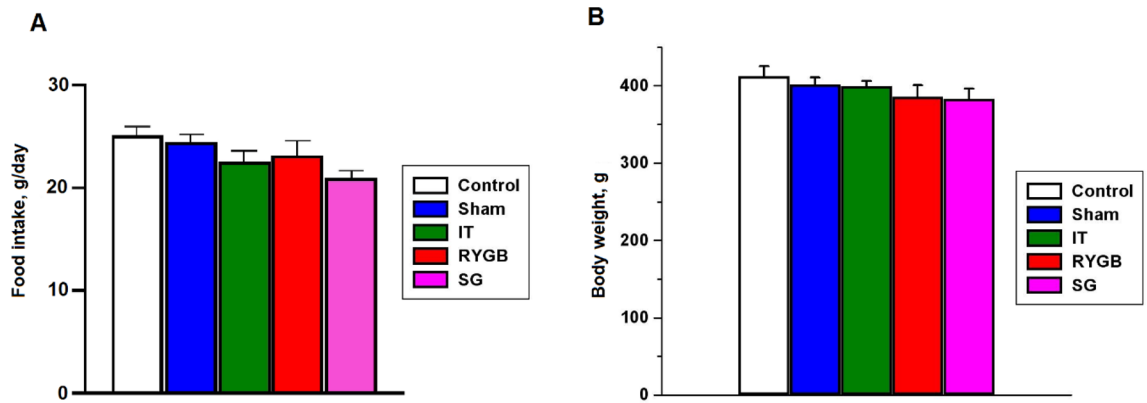 A
Food intake, g/day
30
20
10
0
Control
Sham
IT
RYGB
SG
B
Body weight, g
400
300
200
100
0
Control
Sham
IT
RYGB
SG